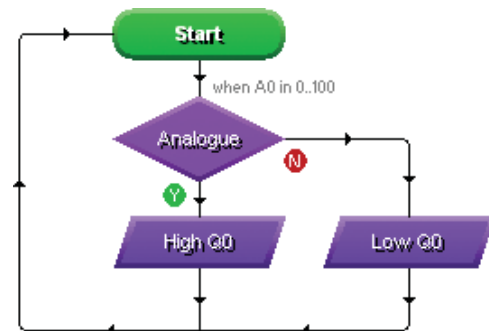 Start
when A0 in 0..100
Analogue
N
Y
High Q0
Low Q0